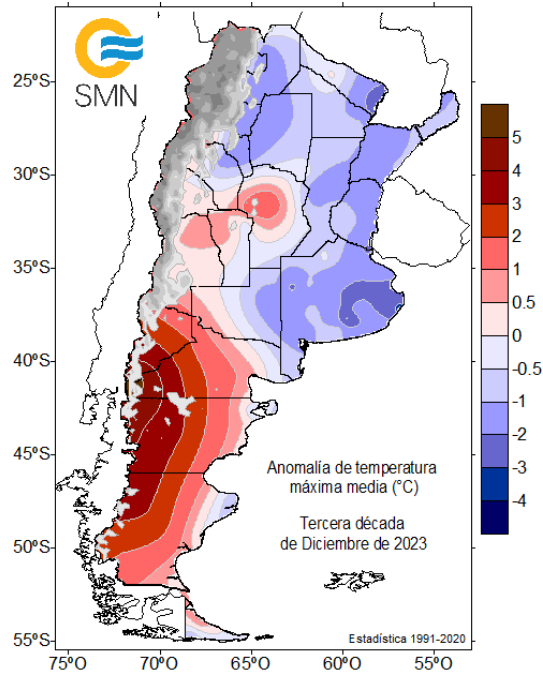 SMN
25ºS
30ºS
35ºS
40ºS
45ºS
50ºS
55ºS
75ºO
70ºO
65ºO
60ºO
55ºO
5
4
3
2
1
0.5
0
-0.5
-1
-2
-3
-4
Anomalía de temperatura
máxima media (°C)
Tercera década
de Diciembre de 2023
Estadística 1991-2020